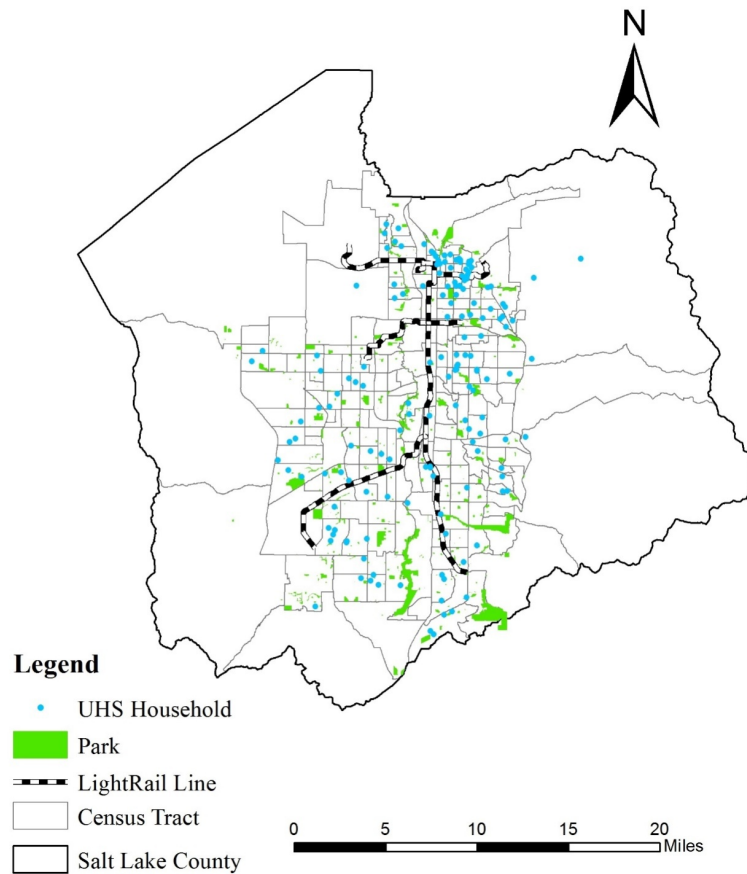 N
Legend
UHS Household
Park
LightRail Line
Census Tract
Salt Lake County
0 5 10 15 20
Miles